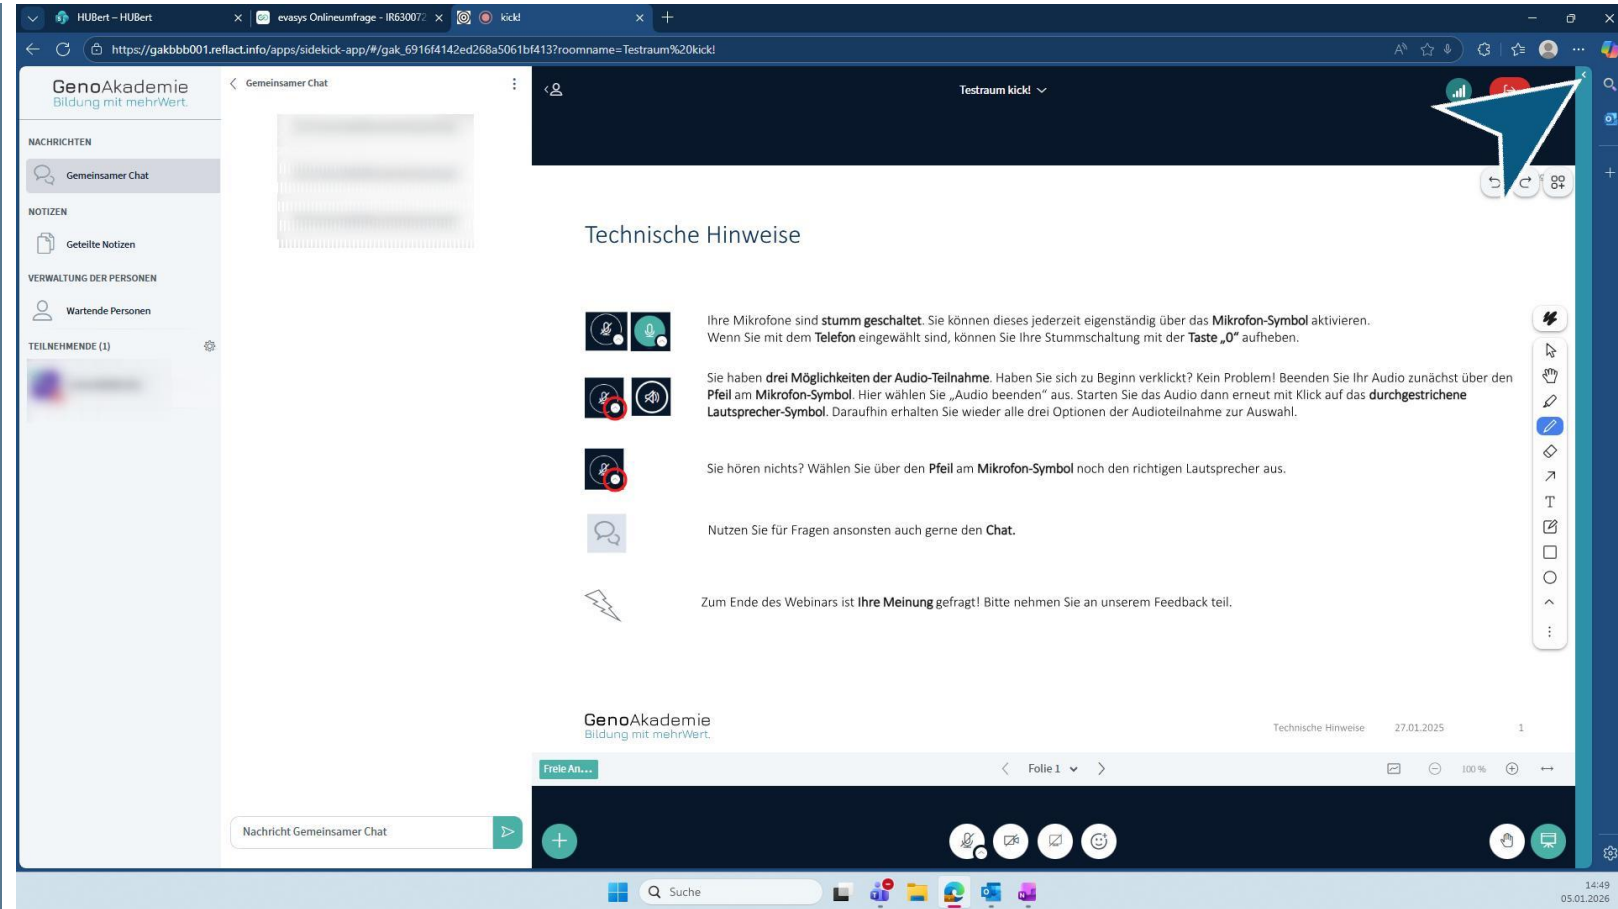 HUBert – HUBert
evasys Onlineumfrage - IR630072
kick!
https://gakbbb001.reflact.info/apps/sidekick-app/#/gak_6916f4142ed268a5061bf413?roomname=Testraum%20kick!
GenoAkademie
Bildung mit mehrWert.
NACHRICHTEN
Gemeinsamer Chat
NOTIZEN
Geteilte Notizen
VERWALTUNG DER PERSONEN
Wartende Personen
TEILNEHMENDE (1)
Gemeinsamer Chat
Nachricht Gemeinsamer Chat
Testraum kick!
Technische Hinweise
Ihre Mikrofone sind stumm geschaltet. Sie können dieses jederzeit eigenständig über das Mikrofon-Symbol aktivieren.
Wenn Sie mit dem Telefon eingewählt sind, können Sie Ihre Stummschaltung mit der Taste „0“ aufheben.
Sie haben drei Möglichkeiten der Audio-Teilnahme. Haben Sie sich zu Beginn verklickt? Kein Problem! Beenden Sie Ihr Audio zunächst über den
Pfeil am Mikrofon-Symbol. Hier wählen Sie „Audio beenden“ aus. Starten Sie das Audio dann erneut mit Klick auf das durchgestrichene
Lautsprecher-Symbol. Daraufhin erhalten Sie wieder alle drei Optionen der Audioteilnahme zur Auswahl.
Sie hören nichts? Wählen Sie über den Pfeil am Mikrofon-Symbol noch den richtigen Lautsprecher aus.
Nutzen Sie für Fragen ansonsten auch gerne den Chat.
Zum Ende des Webinars ist Ihre Meinung gefragt! Bitte nehmen Sie an unserem Feedback teil.
GenoAkademie
Bildung mit mehrWert.
Technische Hinweise 27.01.2025 1
Freie An...
Folie 1
100 %
Suche
14:49
05.01.2026